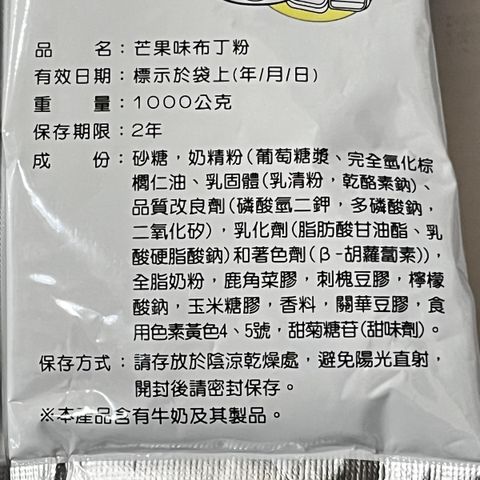 品　　名：芒果味布丁粉
有效日期：標示於袋上(年/月/日)
重　　量：1000公克
保存期限：2年
成　　份：砂糖，奶精粉(葡萄糖漿、完全氫化棕
櫚仁油、乳固體(乳清粉，乾酪素鈉)、
品質改良劑(磷酸氫二鉀，多磷酸鈉，
二氧化矽)，乳化劑(脂肪酸甘油酯、乳
酸硬脂酸鈉)和著色劑(β-胡蘿蔔素))，
全脂奶粉，鹿角菜膠，刺槐豆膠，檸檬
酸鈉，玉米糖膠，香料，關華豆膠，食
用色素黃色4、5號，甜菊糖苷(甜味劑)。
保存方式：請存放於陰涼乾燥處，避免陽光直射，
開封後請密封保存。
※本產品含有牛奶及其製品。